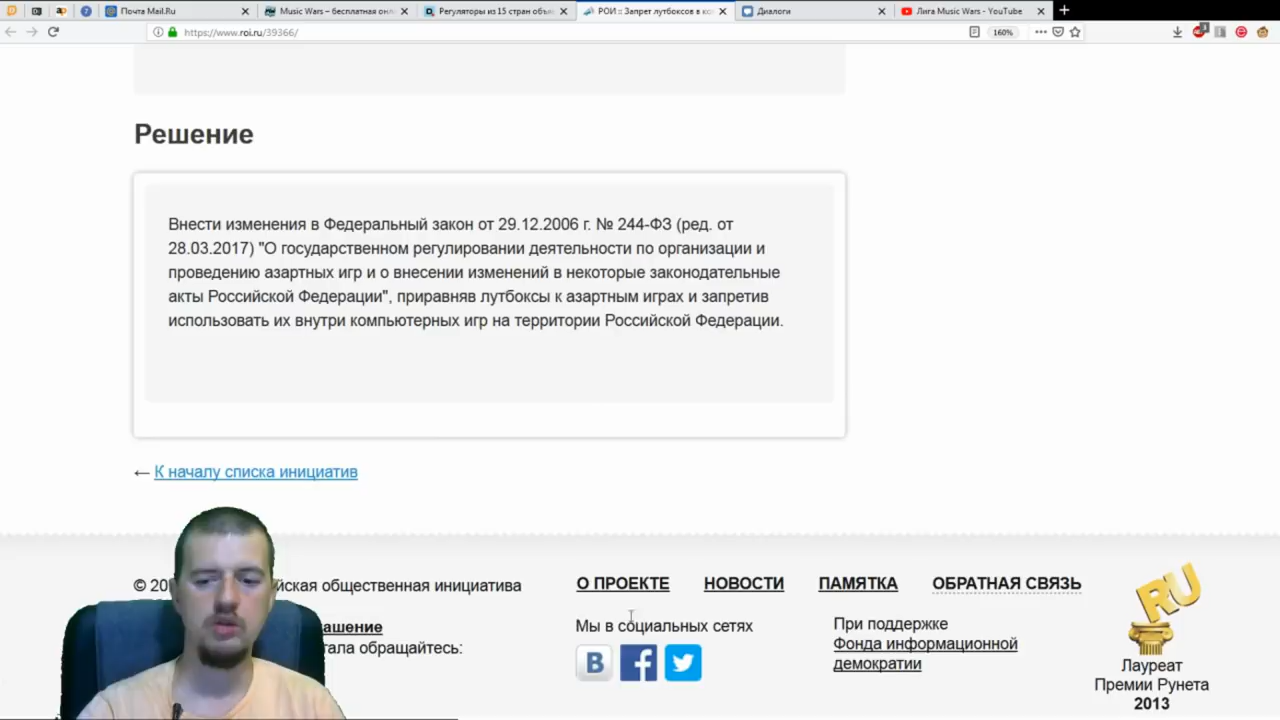 Почта Mail.Ru
Music Wars – бесплатная онл
Регуляторы из 15 стран объя
РОИ :: Запрет лутбоксов в ко
Диалоги
Лига Music Wars - YouTube
https://www.roi.ru/39366/
160%
Решение
Внести изменения в Федеральный закон от 29.12.2006 г. № 244-ФЗ (ред. от
28.03.2017) "О государственном регулировании деятельности по организации и
проведению азартных игр и о внесении изменений в некоторые законодательные
акты Российской Федерации", приравняв лутбоксы к азартным играх и запретив
использовать их внутри компьютерных игр на территории Российской Федерации.
← К началу списка инициатив
© 20 йская общественная инициатива
ашение
тала обращайтесь:
О ПРОЕКТЕ
НОВОСТИ
ПАМЯТКА
ОБРАТНАЯ СВЯЗЬ
Мы в социальных сетях
При поддержке
Фонда информационной
демократии
RU
Лауреат
Премии Рунета
2013